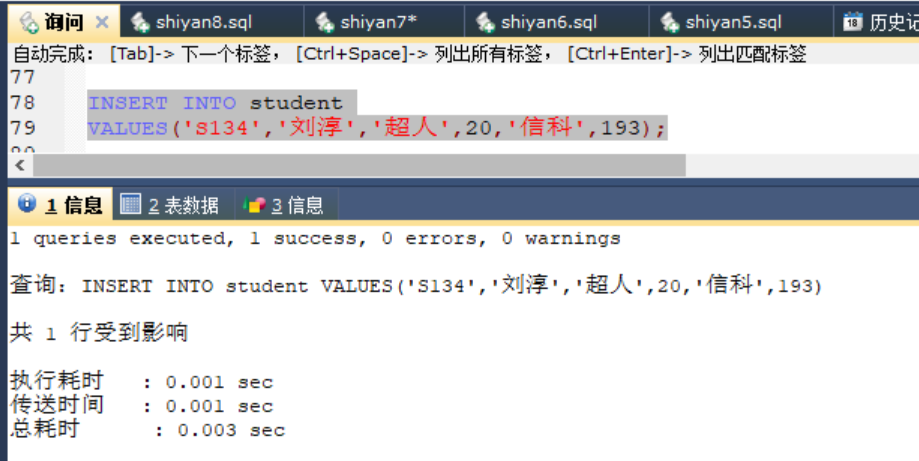 询问 shiyan8.sql shiyan7* shiyan6.sql shiyan5.sql 历史记
自动完成: [Tab]-> 下一个标签, [Ctrl+Space]-> 列出所有标签, [Ctrl+Enter]-> 列出匹配标签
77
78 INSERT INTO student
79 VALUES('S134','刘淳','超人',20,'信科',193);
1 信息 2 表数据 3 信息
1 queries executed, 1 success, 0 errors, 0 warnings
查询: INSERT INTO student VALUES('S134','刘淳','超人',20,'信科',193)
共 1 行受到影响
执行耗时 : 0.001 sec
传送时间 : 0.001 sec
总耗时 : 0.003 sec